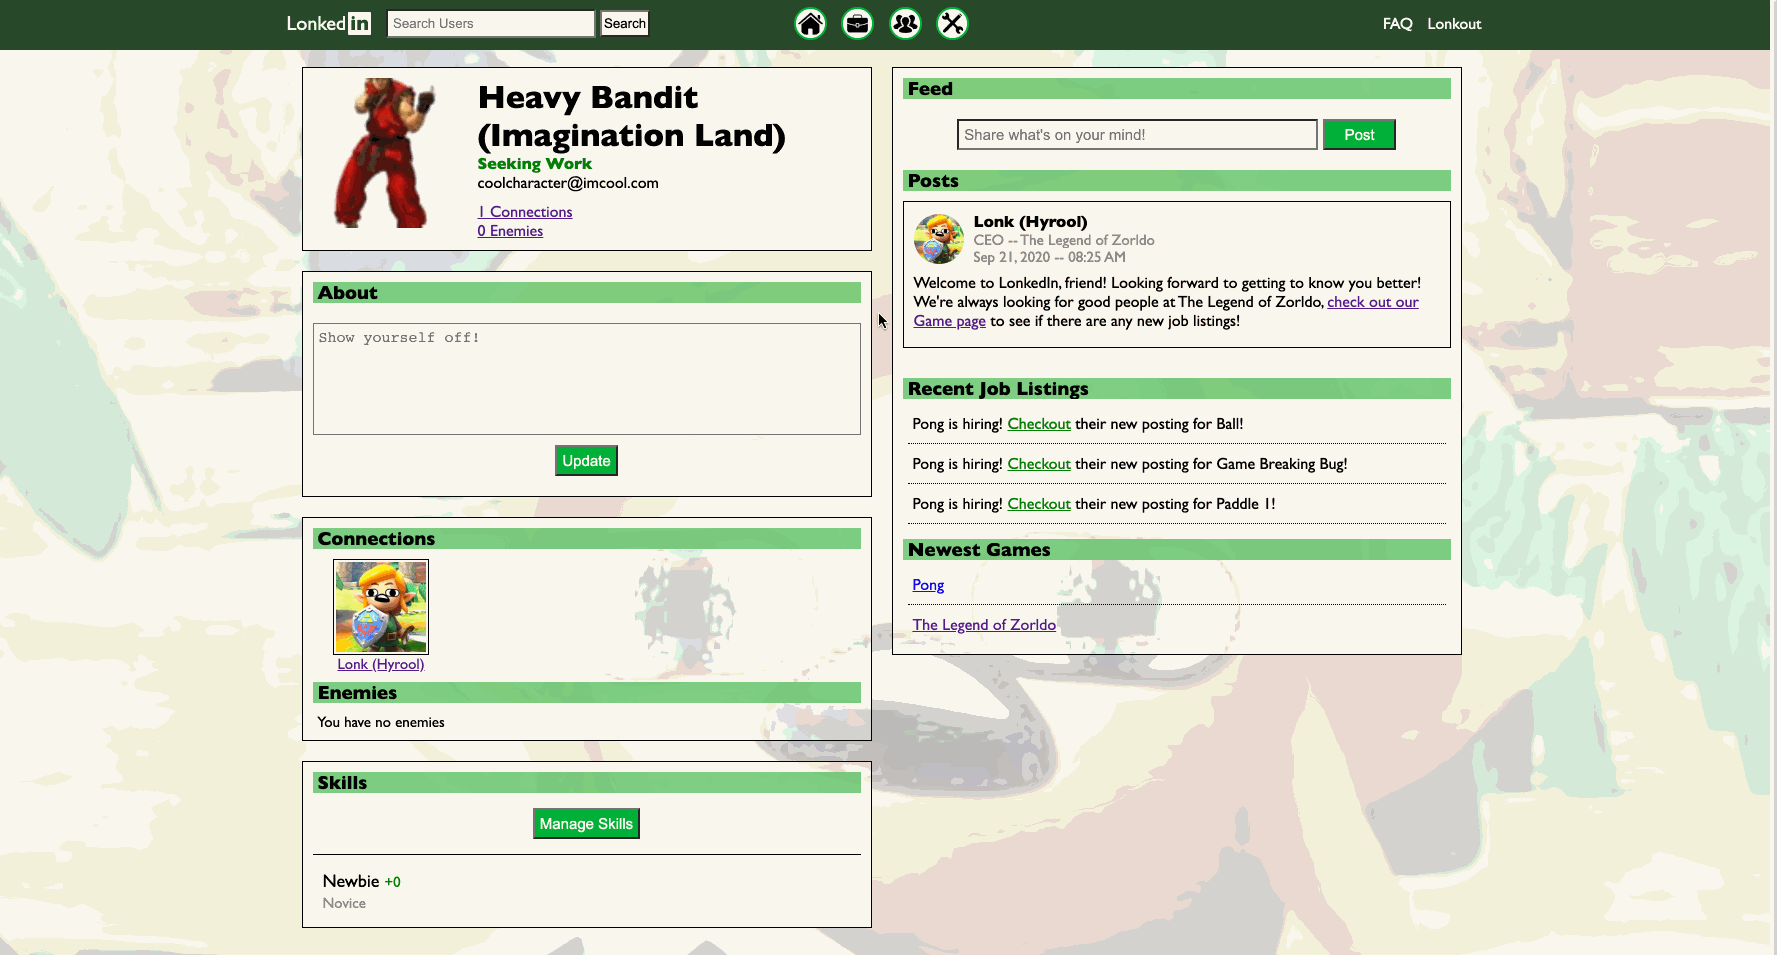 Lonked in
Search Users
Search
FAQ
Lonkout
Heavy Bandit
(Imagination Land)
Seeking Work
coolcharacter@imcool.com
1 Connections
0 Enemies
About
Show yourself off!
Update
Connections
Lonk (Hyrool)
Enemies
You have no enemies
Skills
Manage Skills
Newbie +0
Novice
Feed
Share what's on your mind!
Post
Posts
Lonk (Hyrool)
CEO -- The Legend of Zorldo
Sep 21, 2020 -- 08:25 AM
Welcome to LonkedIn, friend! Looking forward to getting to know you better!
We're always looking for good people at The Legend of Zorldo, check out our
Game page to see if there are any new job listings!
Recent Job Listings
Pong is hiring! Checkout their new posting for Ball!
Pong is hiring! Checkout their new posting for Game Breaking Bug!
Pong is hiring! Checkout their new posting for Paddle 1!
Newest Games
Pong
The Legend of Zorldo